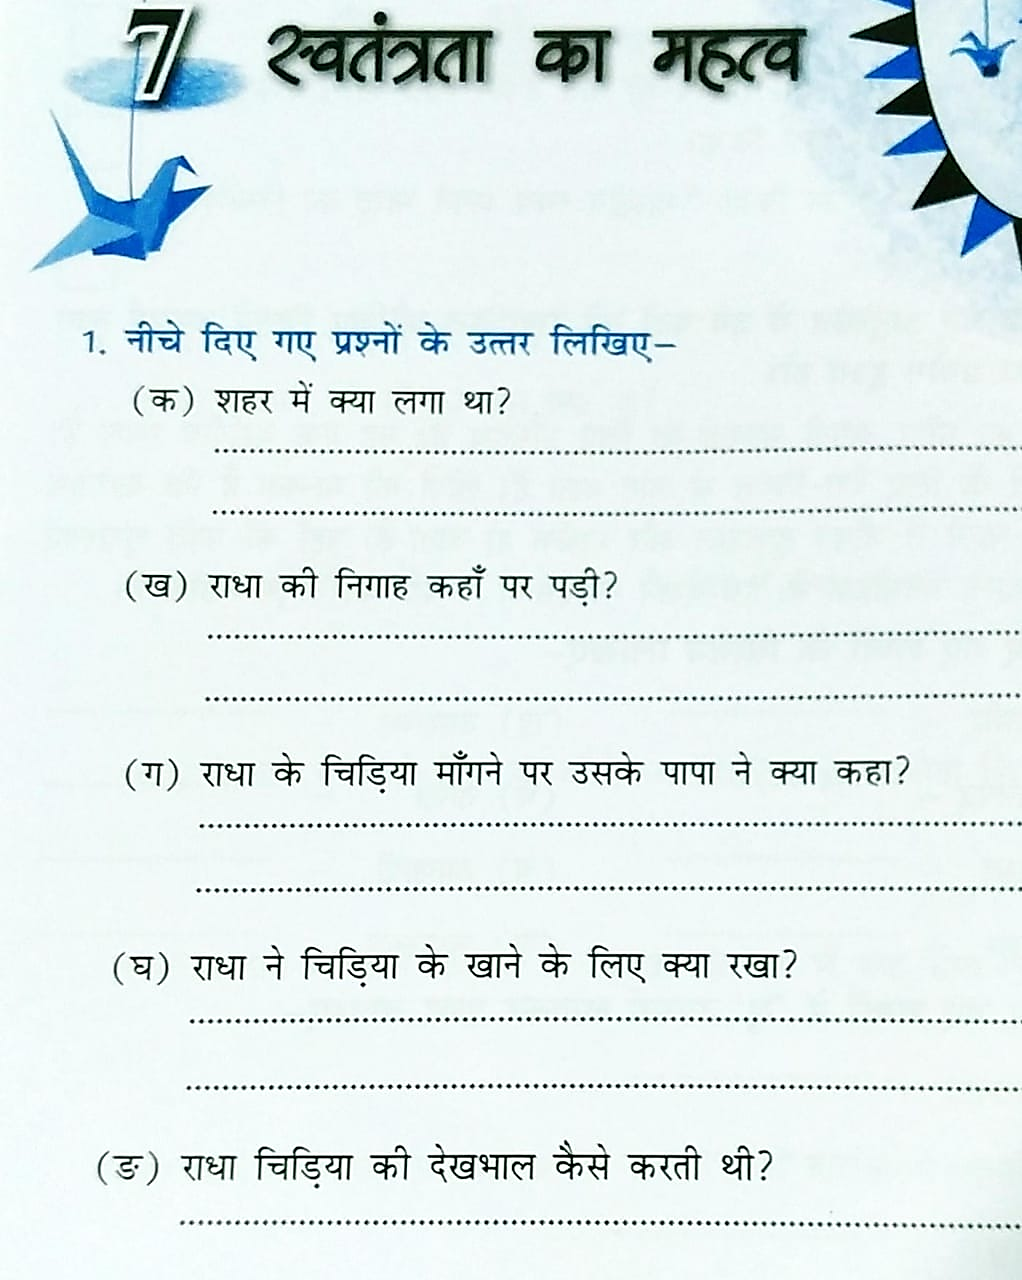 7 स्वतंत्रता का महत्व
1. नीचे दिए गए प्रश्नों के उत्तर लिखिए–
(क) शहर में क्या लगा था?
(ख) राधा की निगाह कहाँ पर पड़ी?
(ग) राधा के चिड़िया माँगने पर उसके पापा ने क्या कहा?
(घ) राधा ने चिड़िया के खाने के लिए क्या रखा?
(ङ) राधा चिड़िया की देखभाल कैसे करती थी?